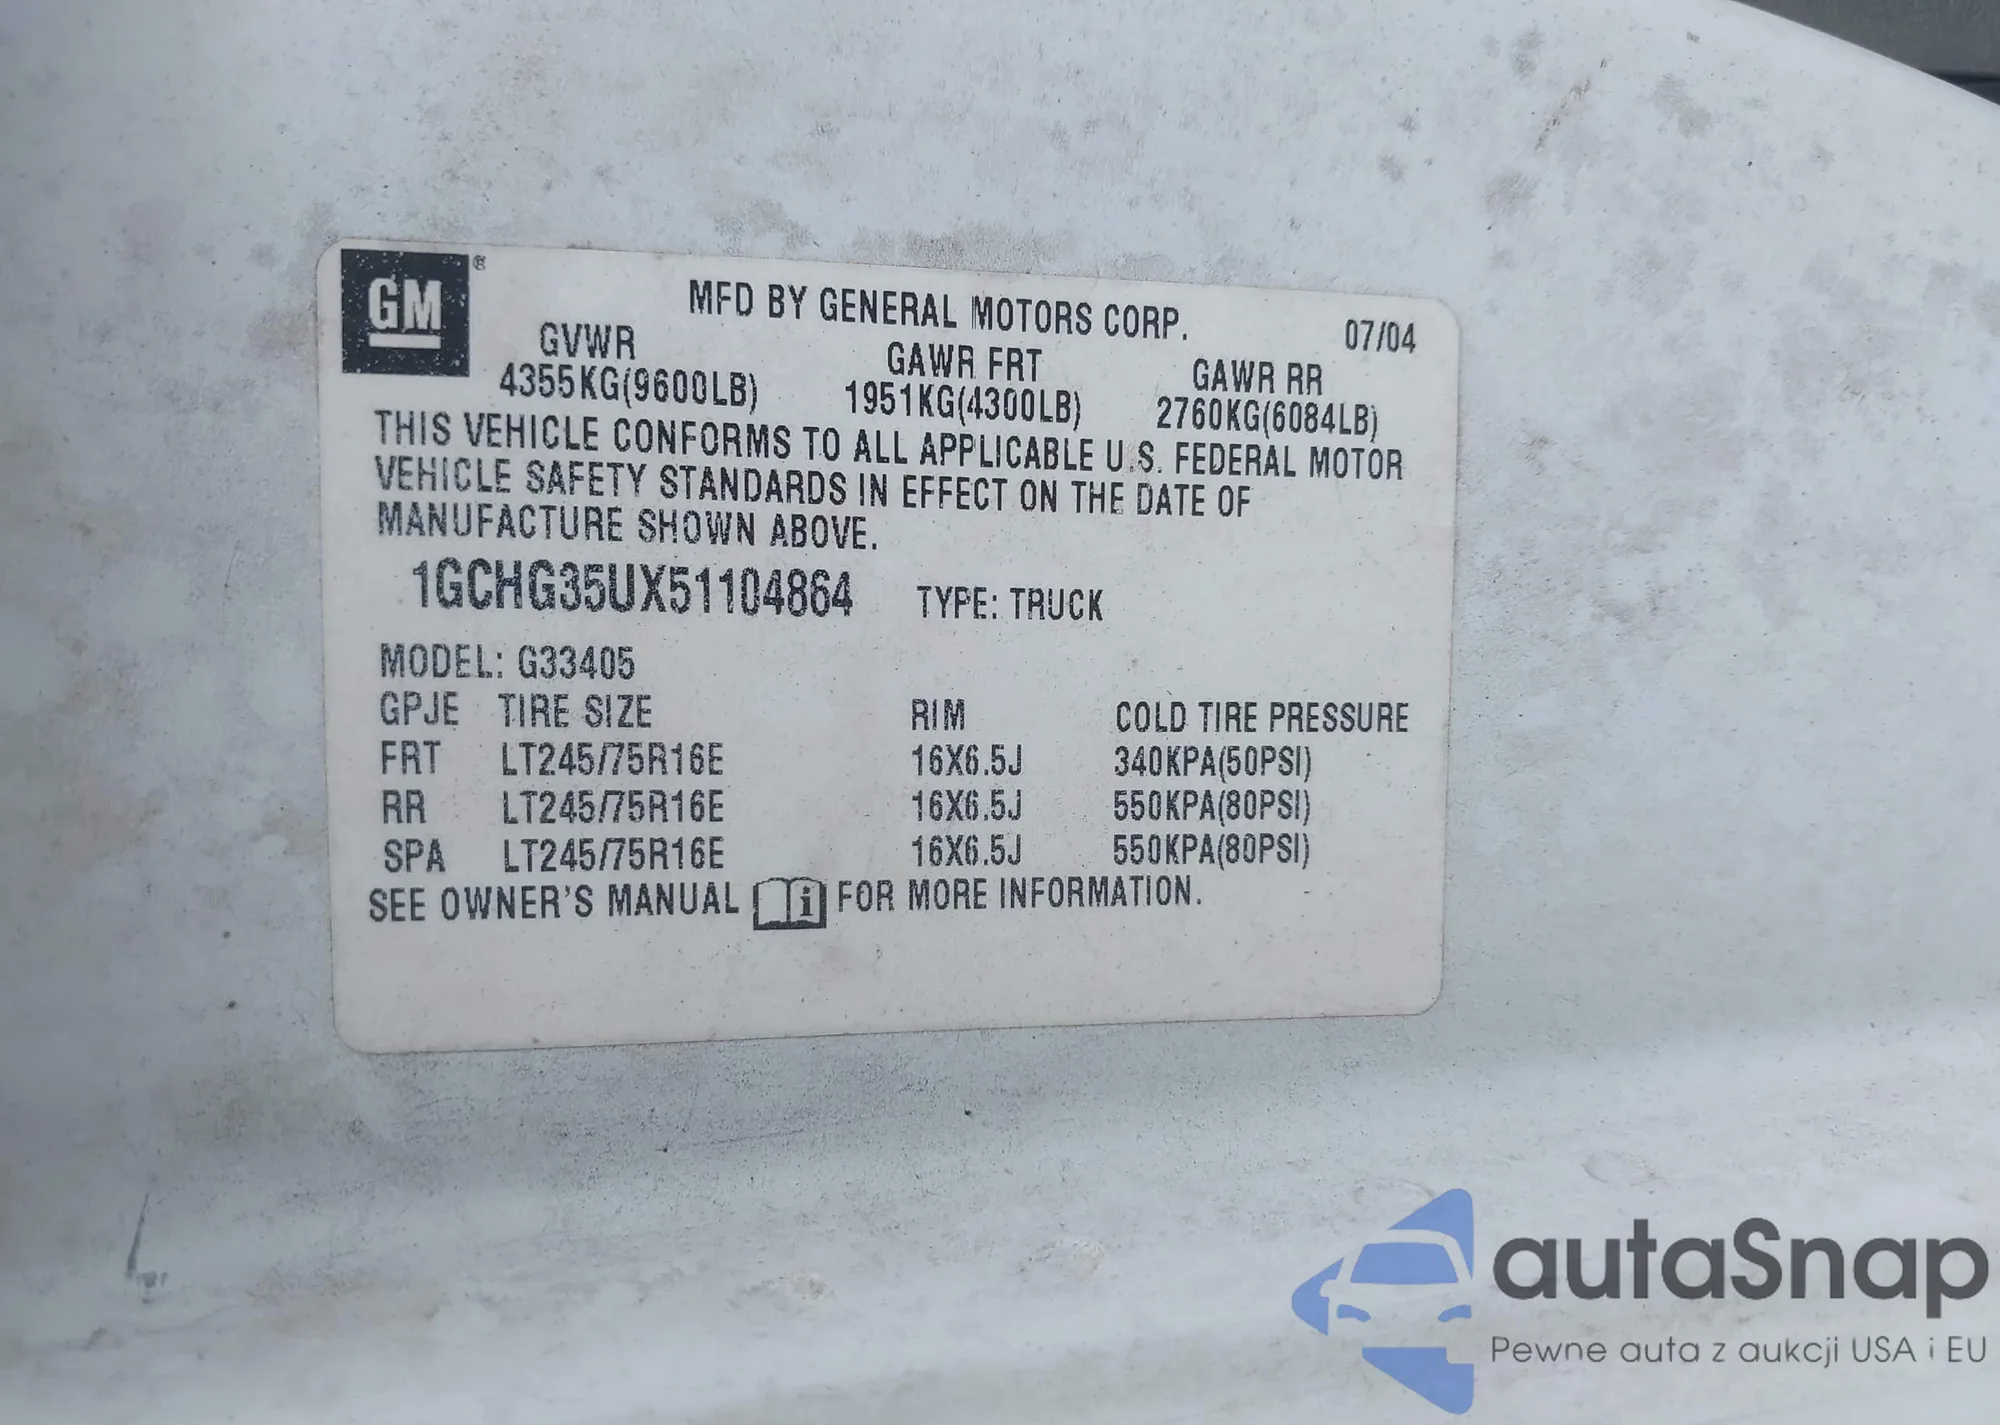 GM®
MFD BY GENERAL MOTORS CORP. 07/04
GVWR GAWR FRT GAWR RR
4355KG(9600LB) 1951KG(4300LB) 2760KG(6084LB)
THIS VEHICLE CONFORMS TO ALL APPLICABLE U.S. FEDERAL MOTOR
VEHICLE SAFETY STANDARDS IN EFFECT ON THE DATE OF
MANUFACTURE SHOWN ABOVE.
1GCHG35UX51104864 TYPE: TRUCK
MODEL: G33405
GPJE TIRE SIZE RIM COLD TIRE PRESSURE
FRT LT245/75R16E 16X6.5J 340KPA(50PSI)
RR LT245/75R16E 16X6.5J 550KPA(80PSI)
SPA LT245/75R16E 16X6.5J 550KPA(80PSI)
SEE OWNER'S MANUAL i FOR MORE INFORMATION.
autaSnap
Pewne auta z aukcji USA i EU